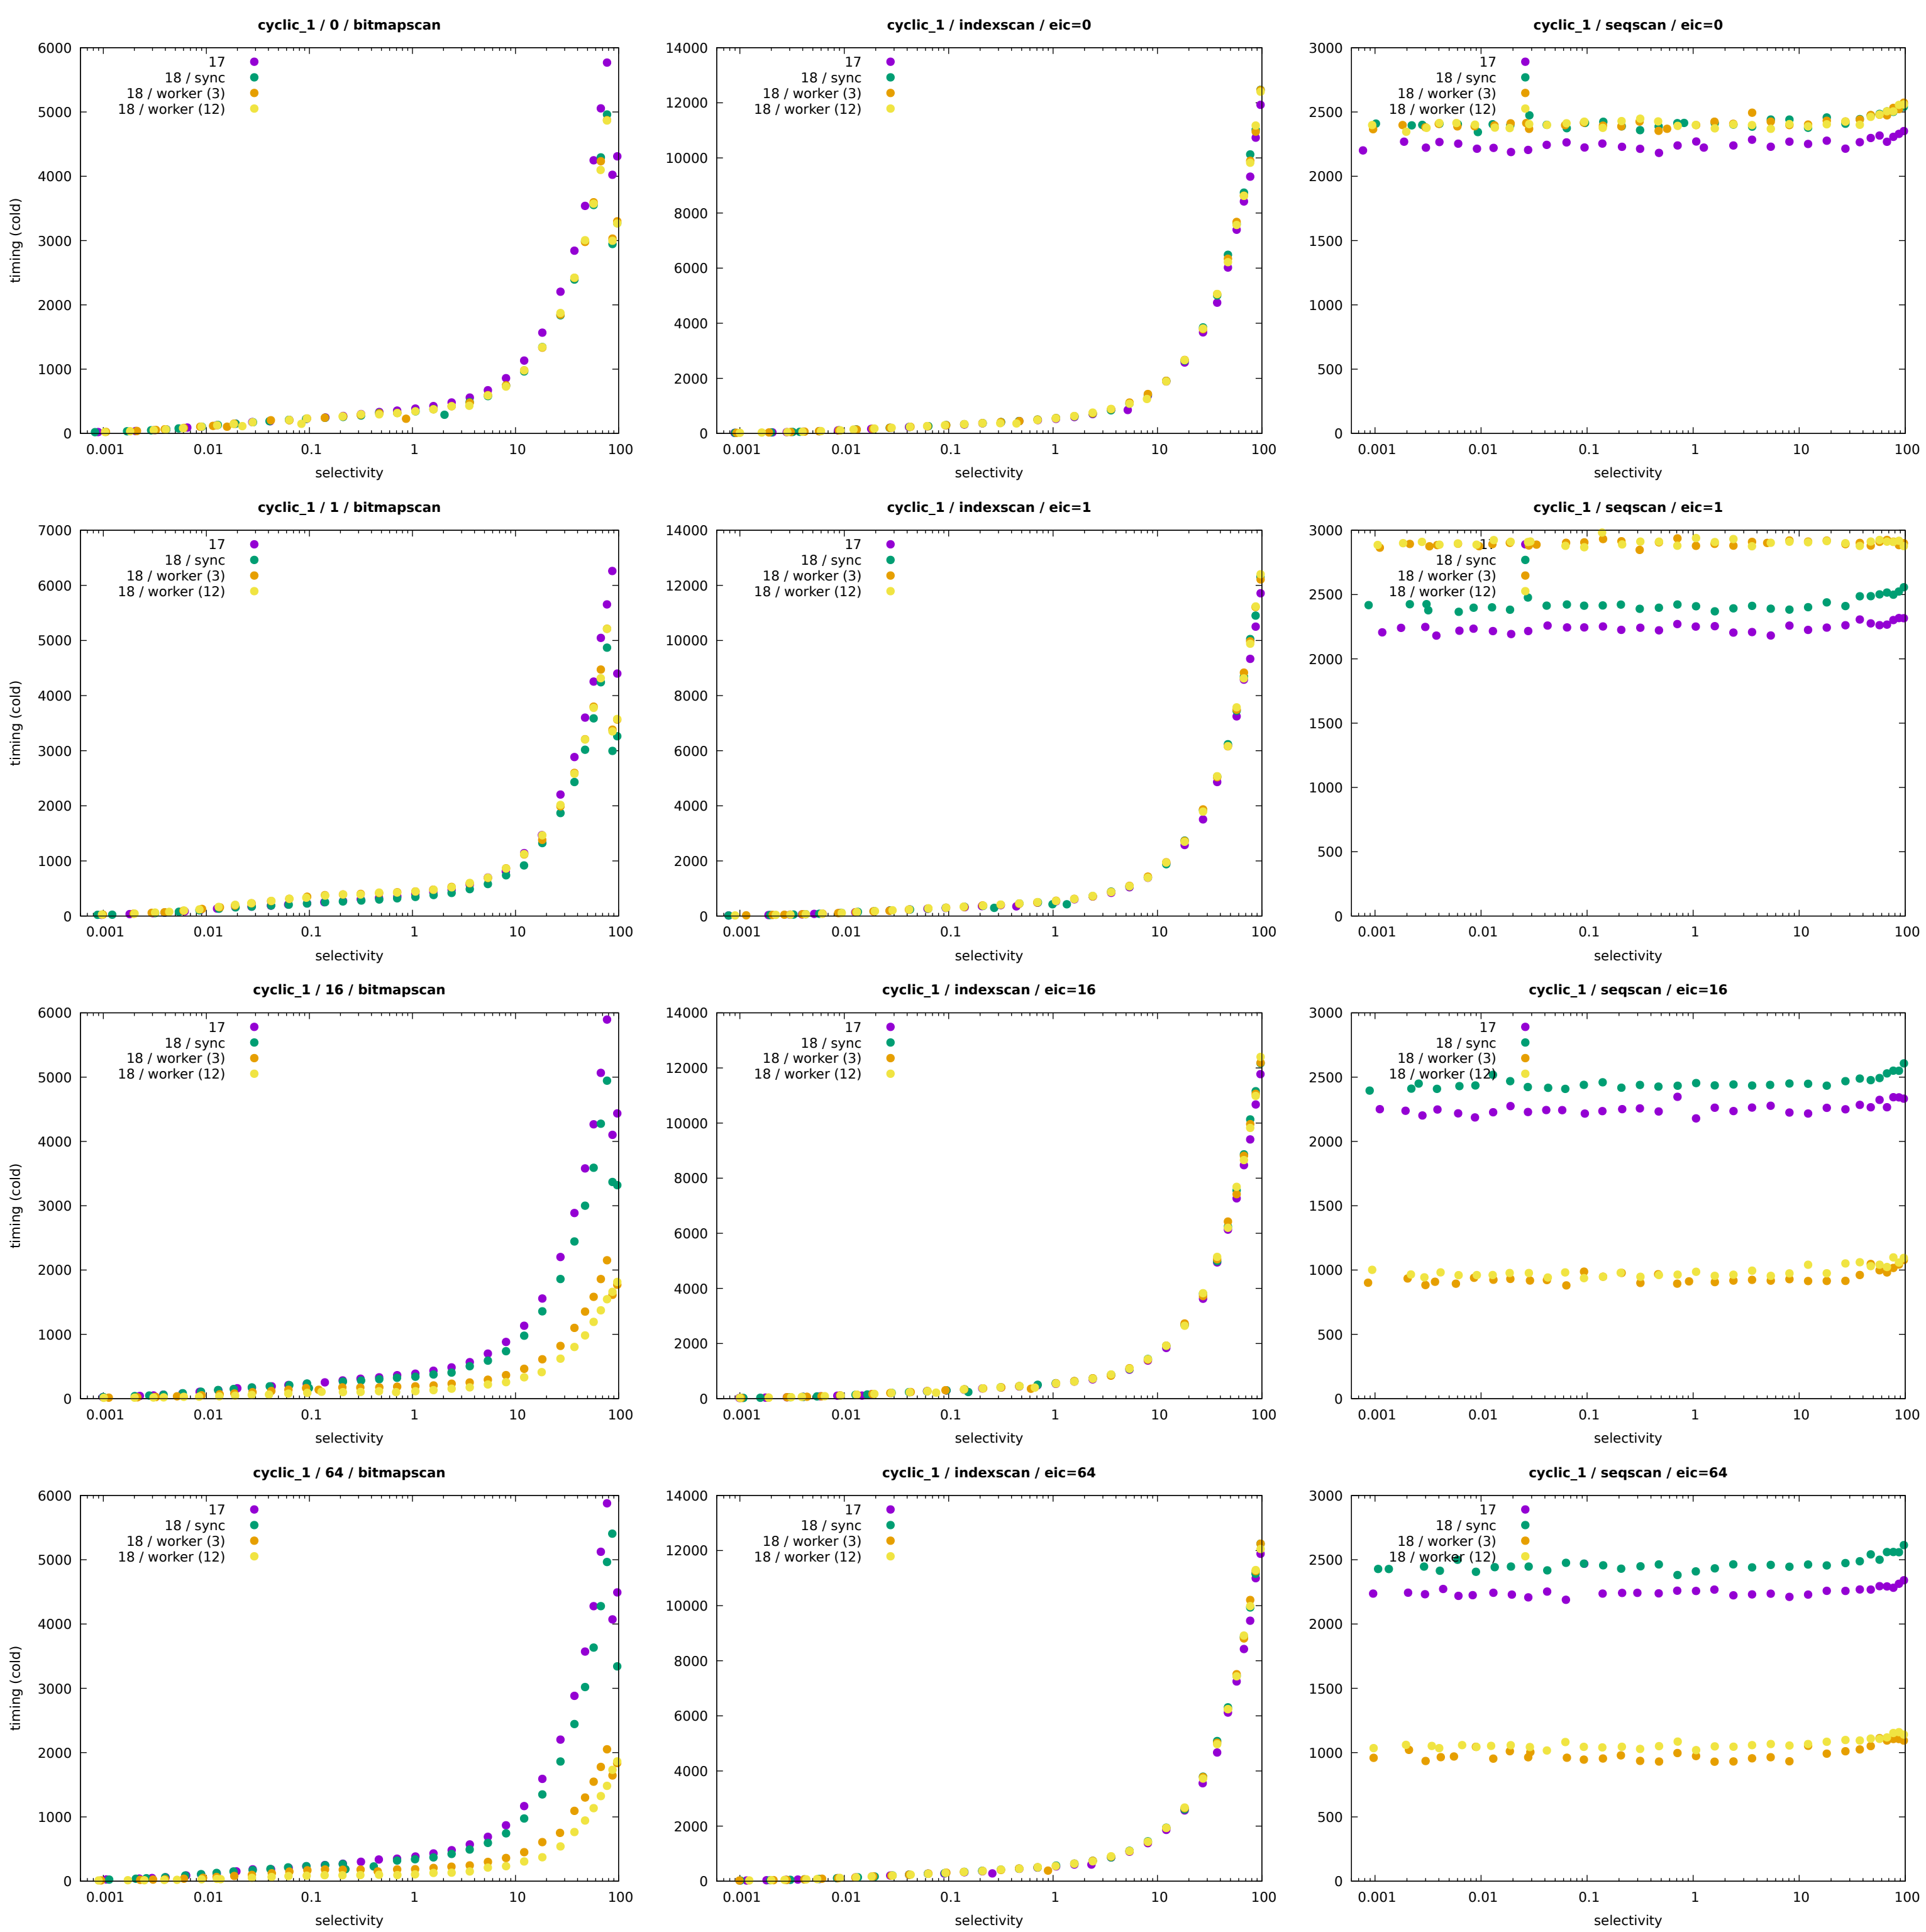 cyclic_1 / 0 / bitmapscan
timing (cold)
6000
5000
4000
3000
2000
1000
0
17
18 / sync
18 / worker (3)
18 / worker (12)
0.001 0.01 0.1 1 10 100
selectivity
cyclic_1 / indexscan / eic=0
14000
12000
10000
8000
6000
4000
2000
0
17
18 / sync
18 / worker (3)
18 / worker (12)
0.001 0.01 0.1 1 10 100
selectivity
cyclic_1 / seqscan / eic=0
3000
2500
2000
1500
1000
500
0
17
18 / sync
18 / worker (3)
18 / worker (12)
0.001 0.01 0.1 1 10 100
selectivity
cyclic_1 / 1 / bitmapscan
timing (cold)
7000
6000
5000
4000
3000
2000
1000
0
17
18 / sync
18 / worker (3)
18 / worker (12)
0.001 0.01 0.1 1 10 100
selectivity
cyclic_1 / indexscan / eic=1
14000
12000
10000
8000
6000
4000
2000
0
17
18 / sync
18 / worker (3)
18 / worker (12)
0.001 0.01 0.1 1 10 100
selectivity
cyclic_1 / seqscan / eic=1
3000
2500
2000
1500
1000
500
0
17
18 / sync
18 / worker (3)
18 / worker (12)
0.001 0.01 0.1 1 10 100
selectivity
cyclic_1 / 16 / bitmapscan
timing (cold)
6000
5000
4000
3000
2000
1000
0
17
18 / sync
18 / worker (3)
18 / worker (12)
0.001 0.01 0.1 1 10 100
selectivity
cyclic_1 / indexscan / eic=16
14000
12000
10000
8000
6000
4000
2000
0
17
18 / sync
18 / worker (3)
18 / worker (12)
0.001 0.01 0.1 1 10 100
selectivity
cyclic_1 / seqscan / eic=16
3000
2500
2000
1500
1000
500
0
17
18 / sync
18 / worker (3)
18 / worker (12)
0.001 0.01 0.1 1 10 100
selectivity
cyclic_1 / 64 / bitmapscan
timing (cold)
6000
5000
4000
3000
2000
1000
0
17
18 / sync
18 / worker (3)
18 / worker (12)
0.001 0.01 0.1 1 10 100
selectivity
cyclic_1 / indexscan / eic=64
14000
12000
10000
8000
6000
4000
2000
0
17
18 / sync
18 / worker (3)
18 / worker (12)
0.001 0.01 0.1 1 10 100
selectivity
cyclic_1 / seqscan / eic=64
3000
2500
2000
1500
1000
500
0
17
18 / sync
18 / worker (3)
18 / worker (12)
0.001 0.01 0.1 1 10 100
selectivity